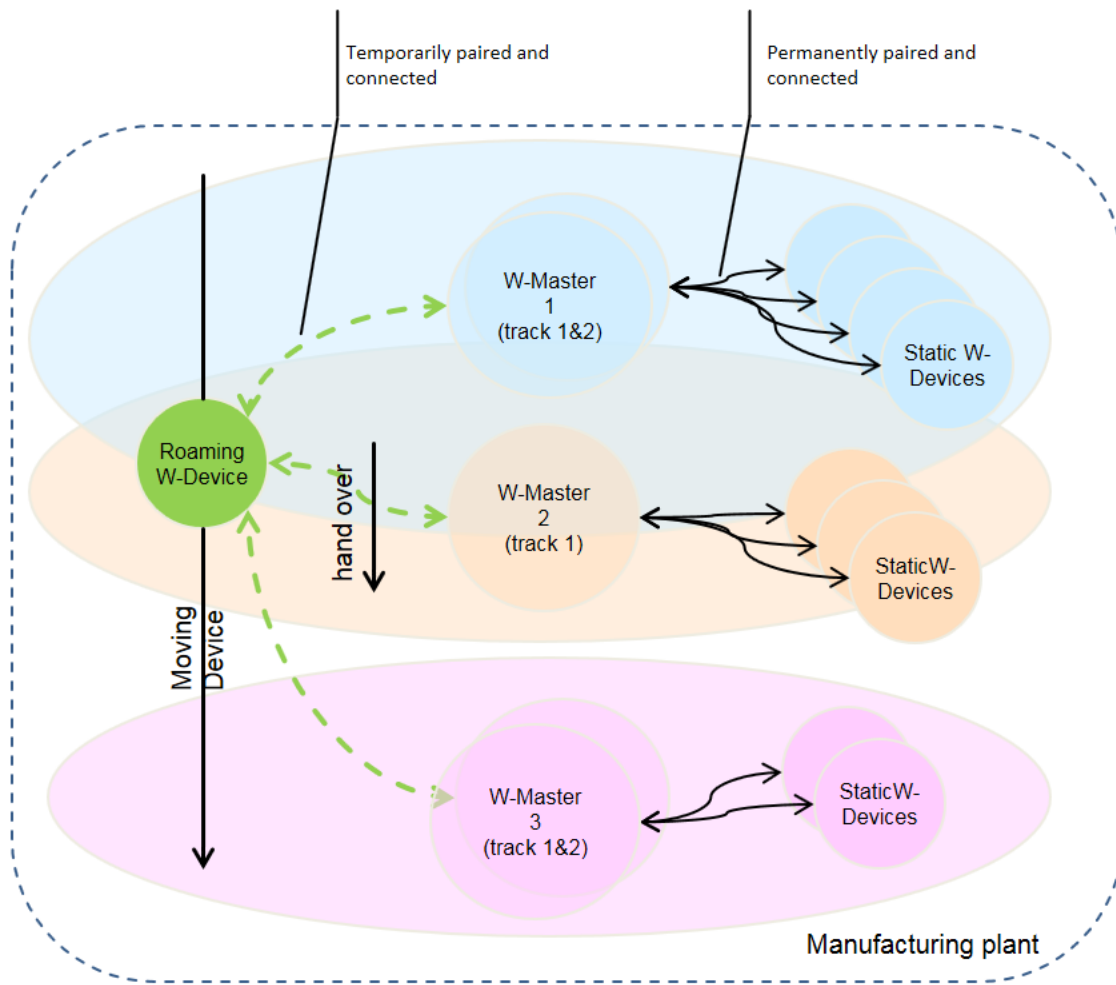 Temporarily paired and
connected
Permanently paired and
connected
W-Master
1
(track 1&2)
Static W-
Devices
Roaming
W-Device
hand over
W-Master
2
(track 1)
StaticW-
Devices
Moving
Device
W-Master
3
(track 1&2)
StaticW-
Devices
Manufacturing plant